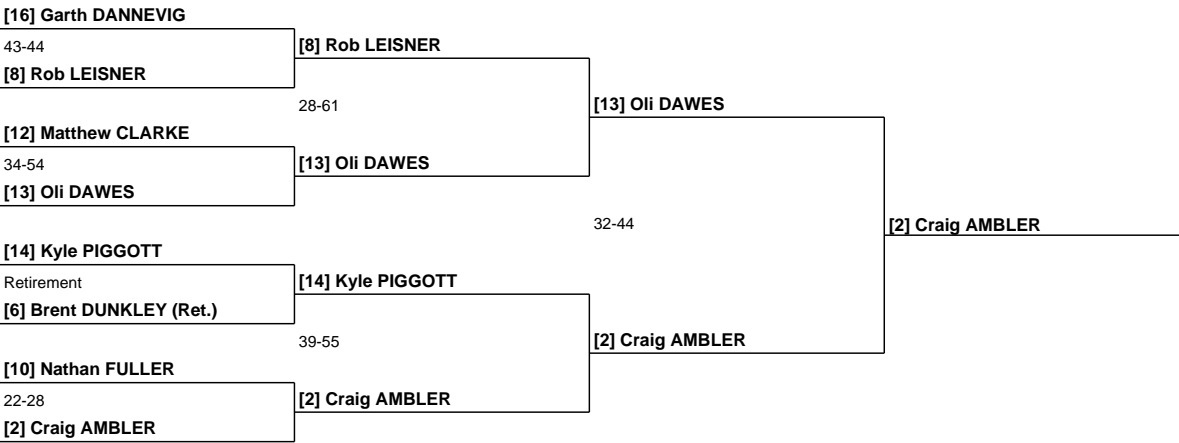 [16] Garth DANNEVIG
43-44
[8] Rob LEISNER
[8] Rob LEISNER
28-61
[13] Oli DAWES
[12] Matthew CLARKE
34-54
[13] Oli DAWES
[13] Oli DAWES
32-44
[2] Craig AMBLER
[14] Kyle PIGGOTT
Retirement
[14] Kyle PIGGOTT
[6] Brent DUNKLEY (Ret.)
39-55
[2] Craig AMBLER
[10] Nathan FULLER
22-28
[2] Craig AMBLER
[2] Craig AMBLER